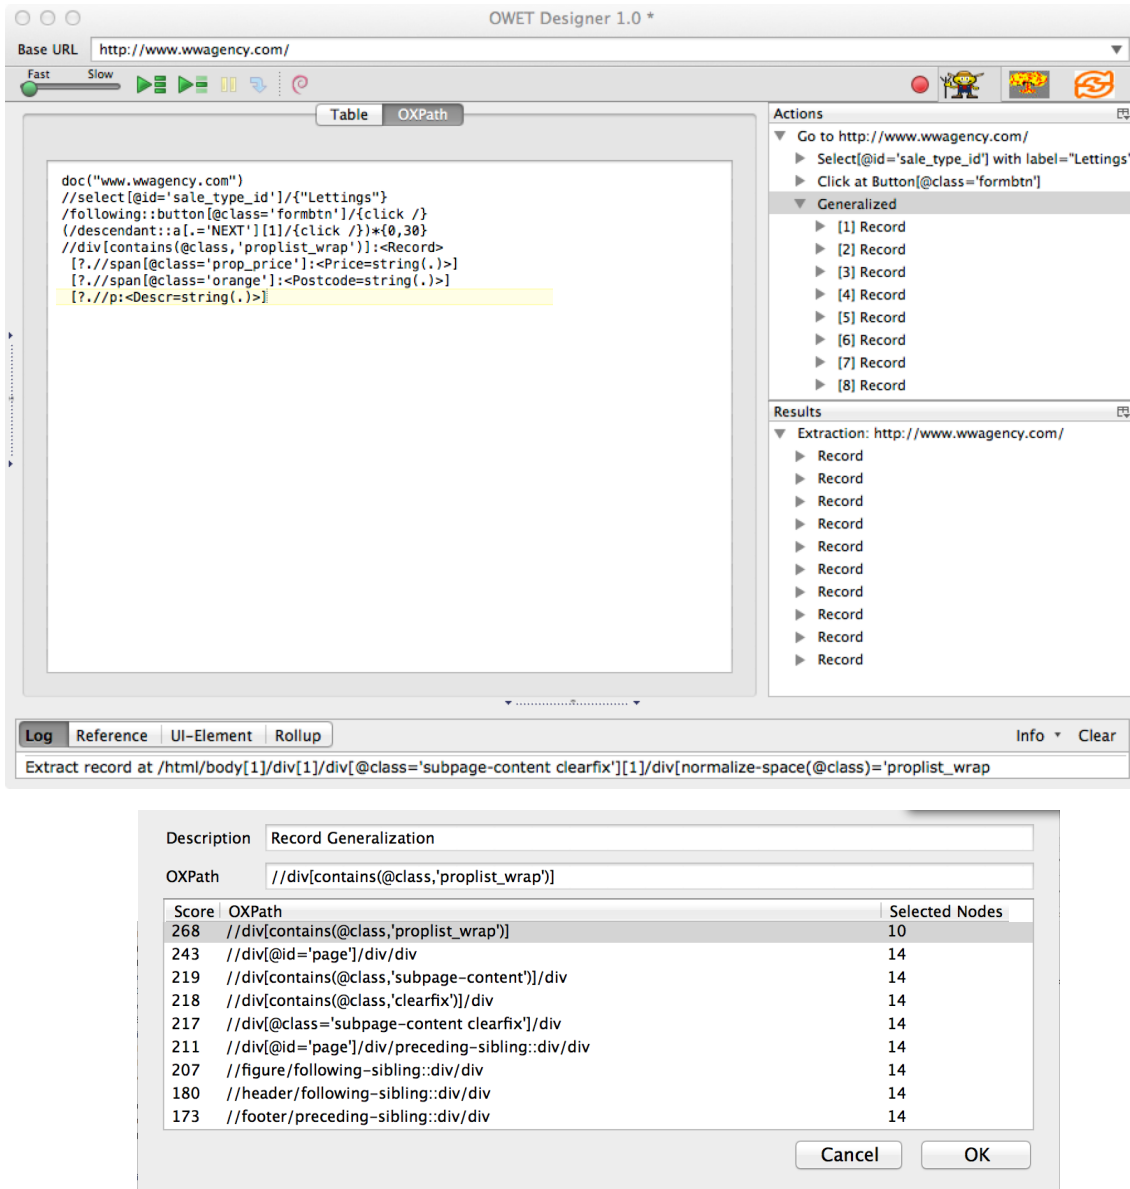 OWET Designer 1.0 *
Base URL http://www.wwagency.com/
Fast Slow
Table OXPath
doc("www.wwagency.com")
//select[@id='sale_type_id']/{"Lettings"}
/following::button[@class='formbtn']/{click /}
(/descendant::a[.='NEXT'][1]/{click /})*{0,30}
//div[contains(@class,'proplist_wrap')]:<Record>
[?.//span[@class='prop_price']:<Price=string(.)>]
[?.//span[@class='orange']:<Postcode=string(.)>]
[?.//p:<Descr=string(.)>]
Actions
Go to http://www.wwagency.com/
Select[@id='sale_type_id'] with label="Lettings"
Click at Button[@class='formbtn']
Generalized
[1] Record
[2] Record
[3] Record
[4] Record
[5] Record
[6] Record
[7] Record
[8] Record
Results
Extraction: http://www.wwagency.com/
Record
Record
Record
Record
Record
Record
Record
Record
Record
Record
Log Reference UI-Element Rollup Info Clear
Extract record at /html/body[1]/div[1]/div[@class='subpage-content clearfix'][1]/div[normalize-space(@class)='proplist_wrap
Description Record Generalization
OXPath //div[contains(@class,'proplist_wrap')]
Score OXPath Selected Nodes
268 //div[contains(@class,'proplist_wrap')] 10
243 //div[@id='page']/div/div 14
219 //div[contains(@class,'subpage-content')]/div 14
218 //div[contains(@class,'clearfix')]/div 14
217 //div[@class='subpage-content clearfix']/div 14
211 //div[@id='page']/div/preceding-sibling::div/div 14
207 //figure/following-sibling::div/div 14
180 //header/following-sibling::div/div 14
173 //footer/preceding-sibling::div/div 14
Cancel OK